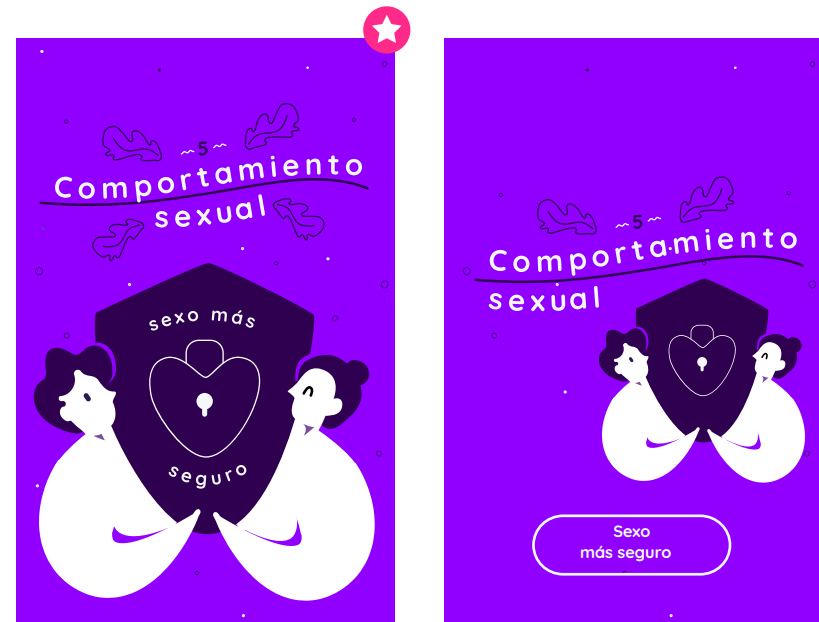 5
Comportamiento
sexual
sexo más
seguro
5
Comportamiento
sexual
Sexo
más seguro